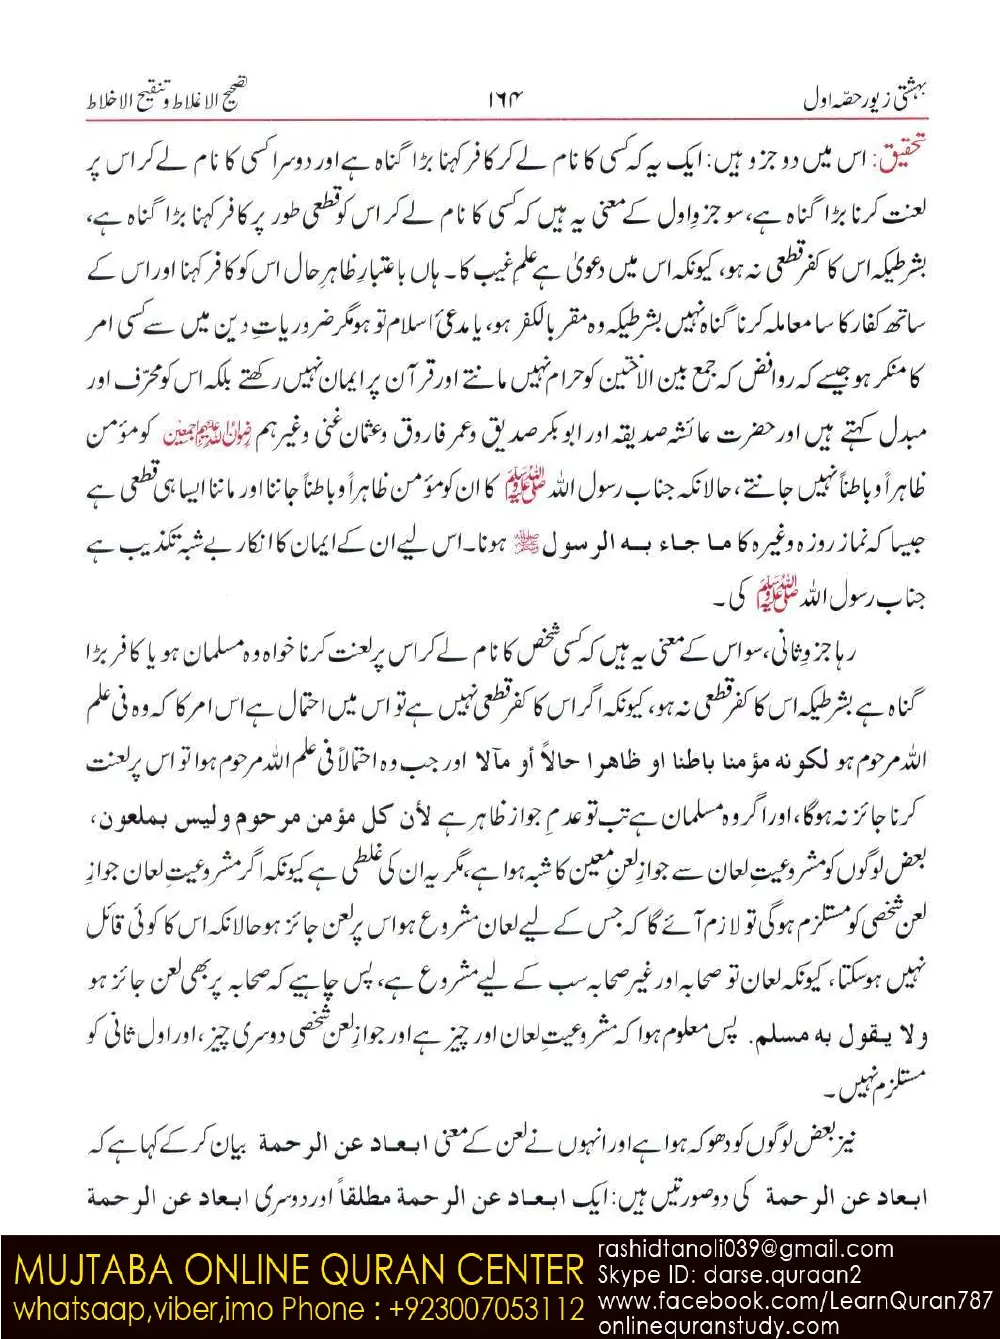 بہشتی زیور حصّہ اول ۱۶۴ تصحیح الاغلاط و تنقیح الاخلاط
تحقیق: اس میں دو جزو ہیں: ایک یہ کہ کسی کا نام لے کر کافر کہنا بڑا گناہ ہے اور دوسرا کسی کا نام لے کر اس پر
لعنت کرنا بڑا گناہ ہے، سو جزوِ اول کے معنی یہ ہیں کہ کسی کا نام لے کر اس کو قطعی طور پر کافر کہنا بڑا گناہ ہے،
بشرطیکہ اس کا کفر قطعی نہ ہو، کیونکہ اس میں دعویٰ ہے علمِ غیب کا۔ ہاں باعتبارِ ظاہرِ حال اس کو کافر کہنا اور اس کے
ساتھ کفار کا سا معاملہ کرنا گناہ نہیں بشرطیکہ وہ مقر بالکفر ہو، یا مدعیٔ اسلام تو ہو مگر ضروریاتِ دین میں سے کسی امر
کا منکر ہو جیسے کہ روافض کہ جمع بین الاختین کو حرام نہیں مانتے اور قرآن پر ایمان نہیں رکھتے بلکہ اس کو محرّف اور
مبدل کہتے ہیں اور حضرت عائشہ صدیقہ اور ابوبکر صدیق و عمر فاروق و عثمان غنی وغیرہم رضوان اللہ علیہم اجمعین کو مؤمن
ظاہراً و باطناً نہیں جانتے، حالانکہ جناب رسول اللہ ﷺ کا ان کو مؤمن ظاہراً و باطناً جاننا اور ماننا ایسا ہی قطعی ہے
جیسا کہ نماز روزہ وغیرہ کا ما جاء به الرسول ﷺ ہونا۔ اس لیے ان کے ایمان کا انکار بے شبہ تکذیب ہے
جناب رسول اللہ ﷺ کی۔
رہا جزوِ ثانی، سو اس کے معنی یہ ہیں کہ کسی شخص کا نام لے کر اس پر لعنت کرنا خواہ وہ مسلمان ہو یا کافر بڑا
گناہ ہے بشرطیکہ اس کا کفر قطعی نہ ہو، کیونکہ اگر اس کا کفر قطعی نہیں ہے تو اس میں احتمال ہے اس امر کا کہ وہ فی علم
اللہ مرحوم ہو لكونه مؤمنا باطنا او ظاهرا حالاً أو مآلا اور جب وہ احتمالاً فی علم اللہ مرحوم ہوا تو اس پر لعنت
کرنا جائز نہ ہوگا، اور اگر وہ مسلمان ہے تب تو عدمِ جواز ظاہر ہے لأن كل مؤمن مرحوم وليس بملعون،
بعض لوگوں کو مشروعیتِ لعان سے جوازِ لعنِ معین کا شبہ ہوا ہے، مگر یہ ان کی غلطی ہے کیونکہ اگر مشروعیتِ لعان جوازِ
لعن شخصی کو مستلزم ہوگی تو لازم آئے گا کہ جس کے لیے لعان مشروع ہو اس پر لعن جائز ہو حالانکہ اس کا کوئی قائل
نہیں ہوسکتا، کیونکہ لعان تو صحابہ اور غیر صحابہ سب کے لیے مشروع ہے، پس چاہیے کہ صحابہ پر بھی لعن جائز ہو
ولا يقول به مسلم. پس معلوم ہوا کہ مشروعیتِ لعان اور چیز ہے اور جوازِ لعن شخصی دوسری چیز، اور اول ثانی کو
مستلزم نہیں۔
نیز بعض لوگوں کو دھوکہ ہوا ہے اور انہوں نے لعن کے معنی ابعاد عن الرحمة بیان کر کے کہا ہے کہ
ابعاد عن الرحمة کی دو صورتیں ہیں: ایک ابعاد عن الرحمة مطلقاً اور دوسری ابعاد عن الرحمة
MUJTABA ONLINE QURAN CENTER
whatsaap,viber,imo Phone : +923007053112
rashidtanoli039@gmail.com
Skype ID: darse.quraan2
www.facebook.com/LearnQuran787
onlinequranstudy.com